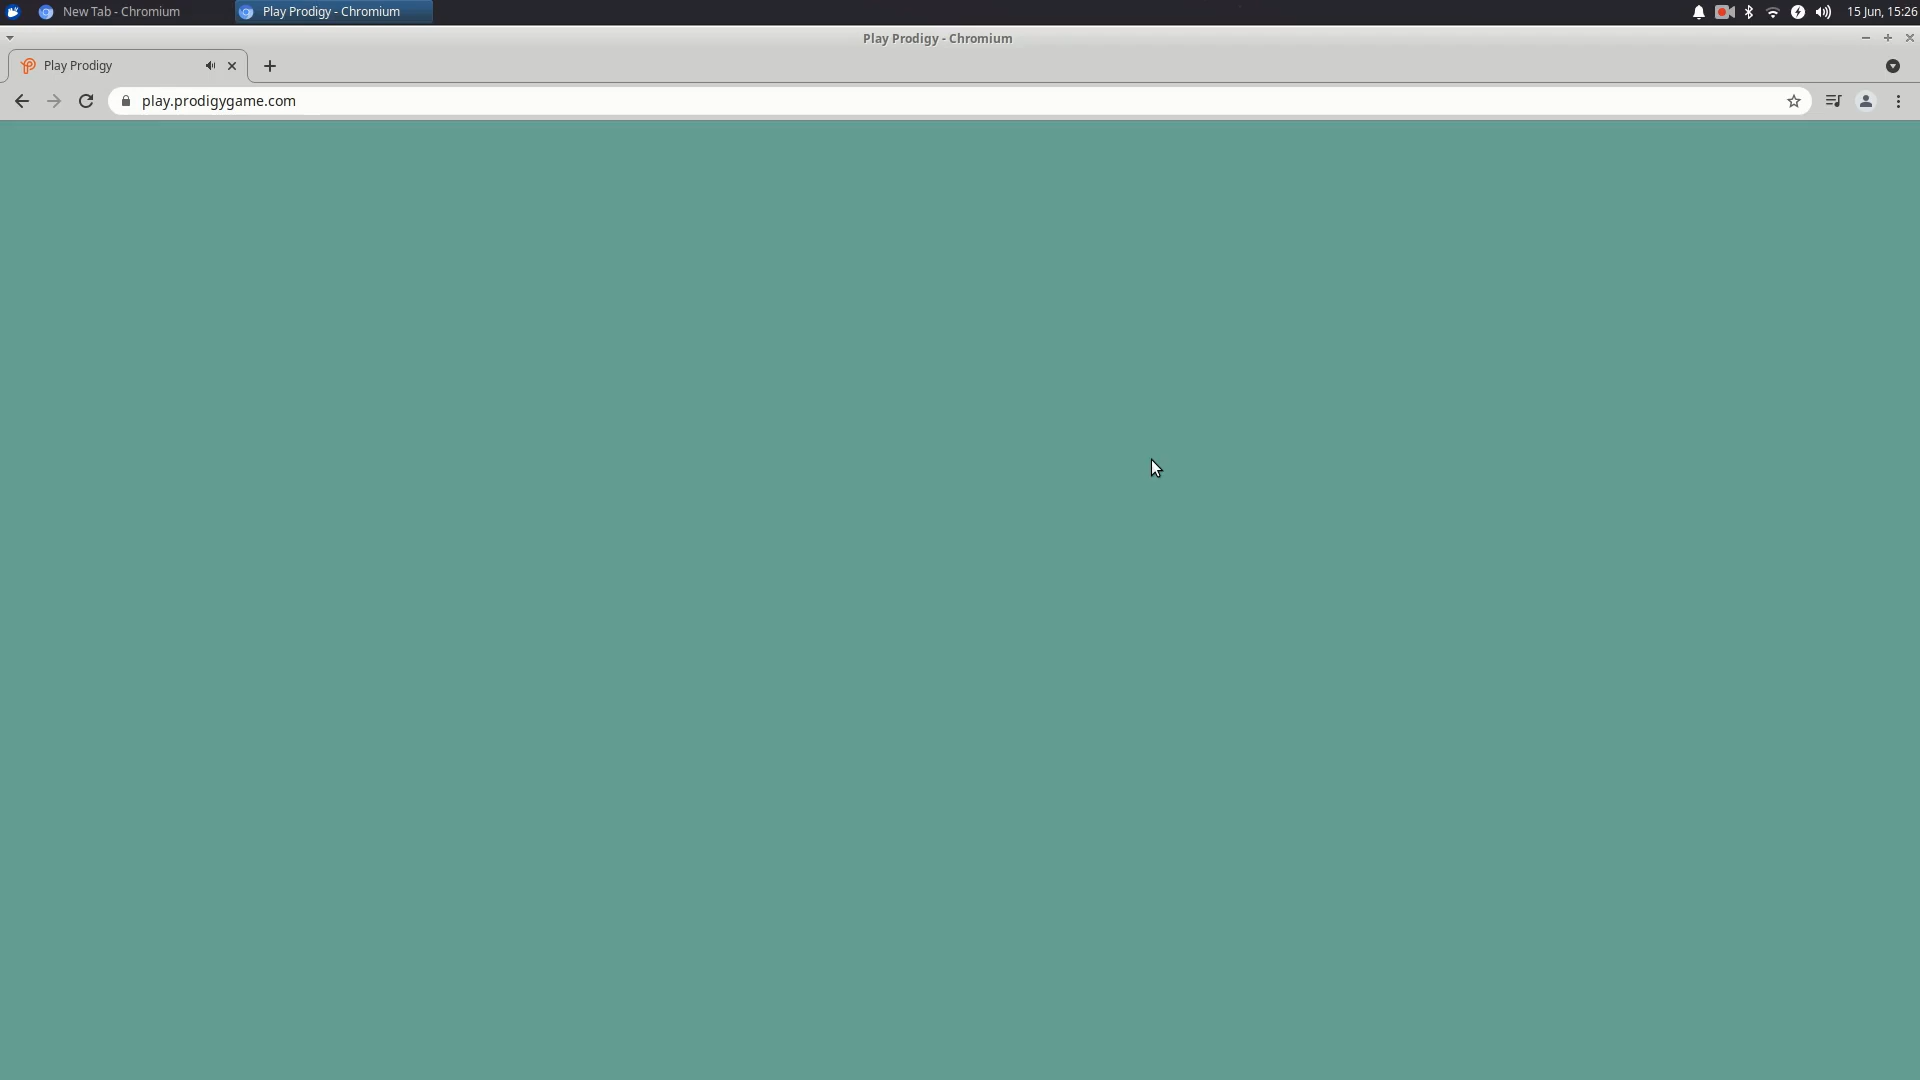 New Tab - Chromium
Play Prodigy - Chromium
15 Jun, 15:26
Play Prodigy - Chromium
Play Prodigy
play.prodigygame.com